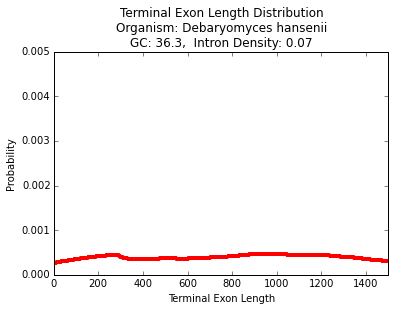 Terminal Exon Length Distribution
Organism: Debaryomyces hansenii
GC: 36.3,  Intron Density: 0.07
0.005
0.004
0.003
0.002
0.001
0.000
Probability
0 200 400 600 800 1000 1200 1400
Terminal Exon Length